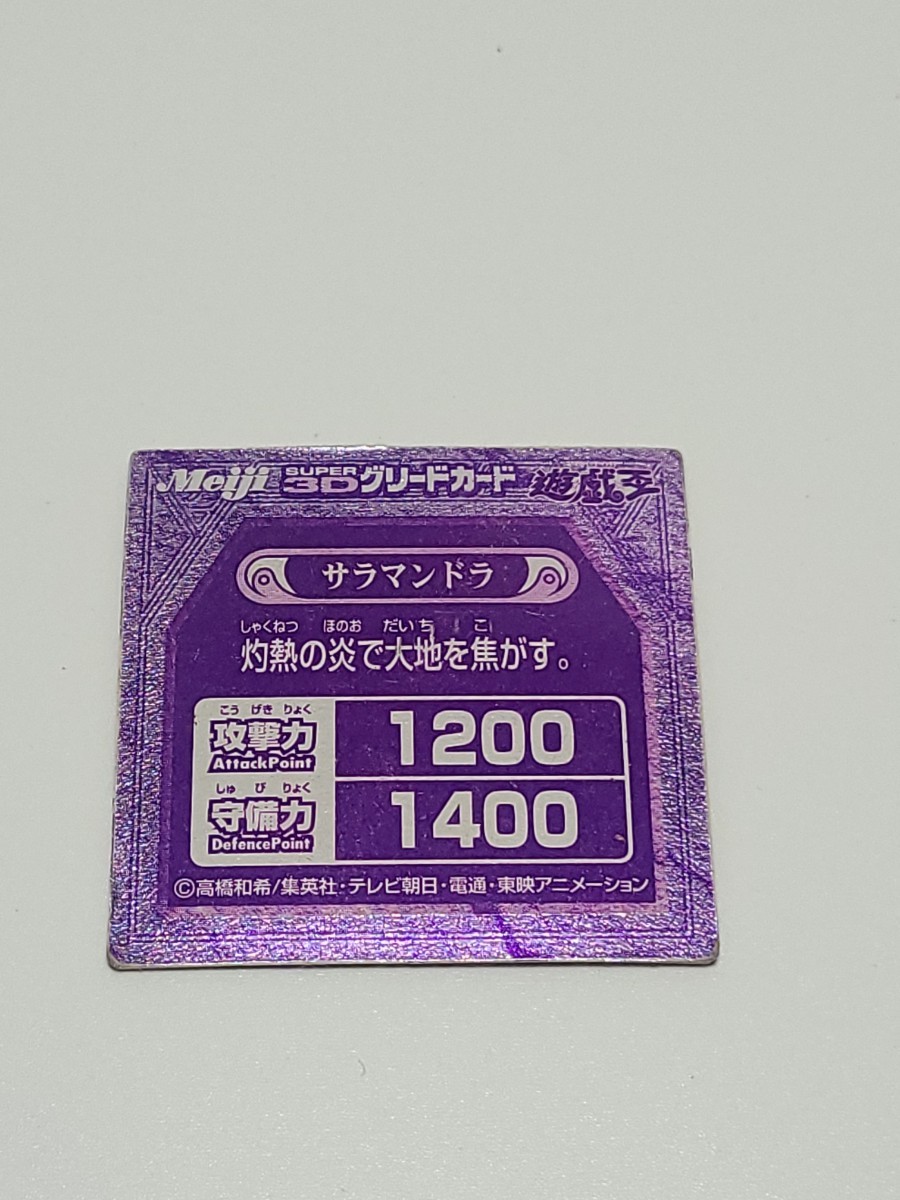 Meiji SUPER 3Dグリードカード 遊戯王
サラマンドラ
しゃくねつ ほのお だいち こ
灼熱の炎で大地を焦がす。
こう げき りょく
攻撃力 1200
AttackPoint
しゅ び りょく
守備力 1400
DefencePoint
©高橋和希/集英社・テレビ朝日・電通・東映アニメーション